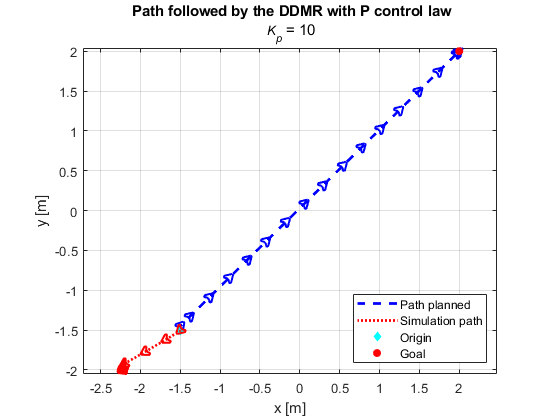 Path followed by the DDMR with P control law
Kp = 10
y [m]
2
1.5
1
0.5
0
-0.5
-1
-1.5
-2
-2.5 -2 -1.5 -1 -0.5 0 0.5 1 1.5 2
x [m]
Path planned
Simulation path
Origin
Goal